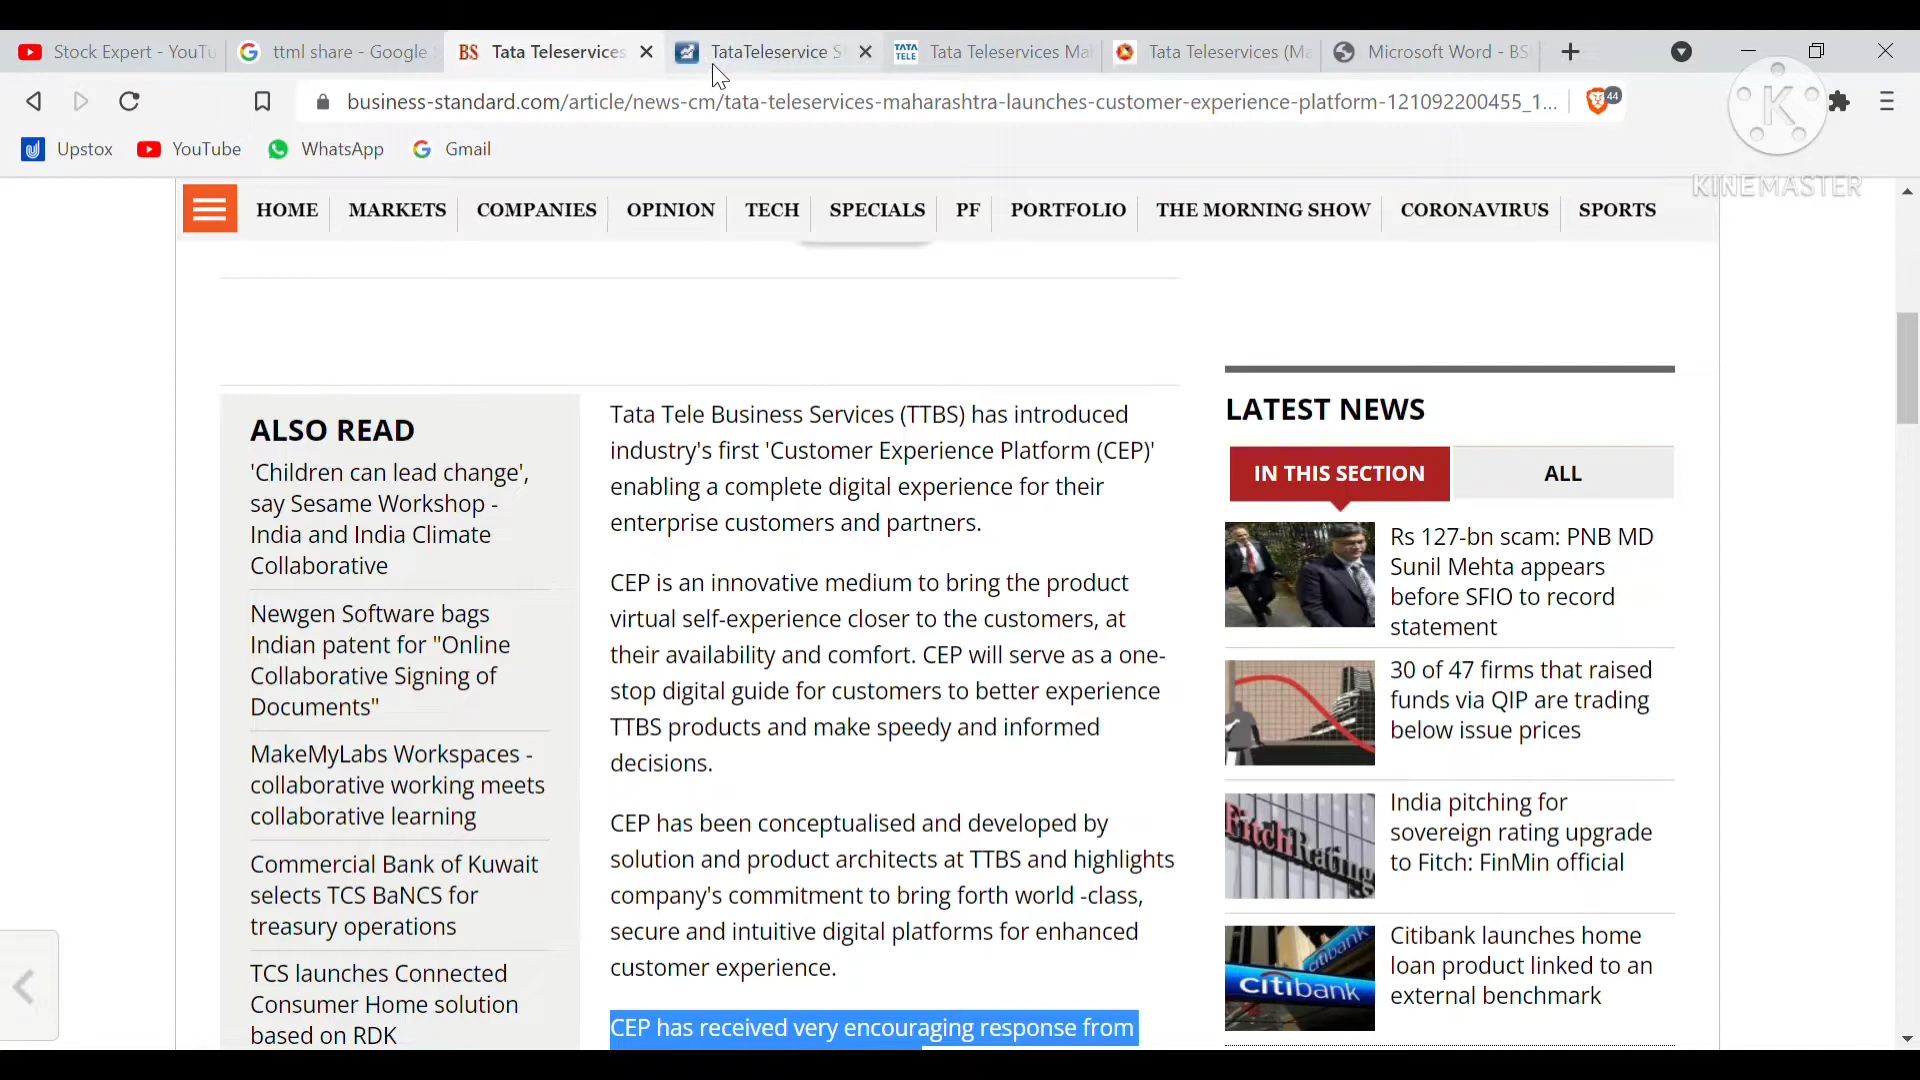 Stock Expert - YouTu
ttml share - Google
BS Tata Teleservices
TataTeleservice S
TATA TELE Tata Teleservices Ma
Tata Teleservices (Ma
Microsoft Word - BS
business-standard.com/article/news-cm/tata-teleservices-maharashtra-launches-customer-experience-platform-121092200455_1...
44
K
KINEMASTER
Upstox
YouTube
WhatsApp
Gmail
HOME
MARKETS
COMPANIES
OPINION
TECH
SPECIALS
PF
PORTFOLIO
THE MORNING SHOW
CORONAVIRUS
SPORTS
ALSO READ
'Children can lead change',
say Sesame Workshop -
India and India Climate
Collaborative
Newgen Software bags
Indian patent for "Online
Collaborative Signing of
Documents"
MakeMyLabs Workspaces -
collaborative working meets
collaborative learning
Commercial Bank of Kuwait
selects TCS BaNCS for
treasury operations
TCS launches Connected
Consumer Home solution
based on RDK
Tata Tele Business Services (TTBS) has introduced
industry's first 'Customer Experience Platform (CEP)'
enabling a complete digital experience for their
enterprise customers and partners.
CEP is an innovative medium to bring the product
virtual self-experience closer to the customers, at
their availability and comfort. CEP will serve as a one-
stop digital guide for customers to better experience
TTBS products and make speedy and informed
decisions.
CEP has been conceptualised and developed by
solution and product architects at TTBS and highlights
company's commitment to bring forth world -class,
secure and intuitive digital platforms for enhanced
customer experience.
CEP has received very encouraging response from
LATEST NEWS
IN THIS SECTION
ALL
Rs 127-bn scam: PNB MD
Sunil Mehta appears
before SFIO to record
statement
30 of 47 firms that raised
funds via QIP are trading
below issue prices
FitchRating
India pitching for
sovereign rating upgrade
to Fitch: FinMin official
citibank
citibank
Citibank launches home
loan product linked to an
external benchmark